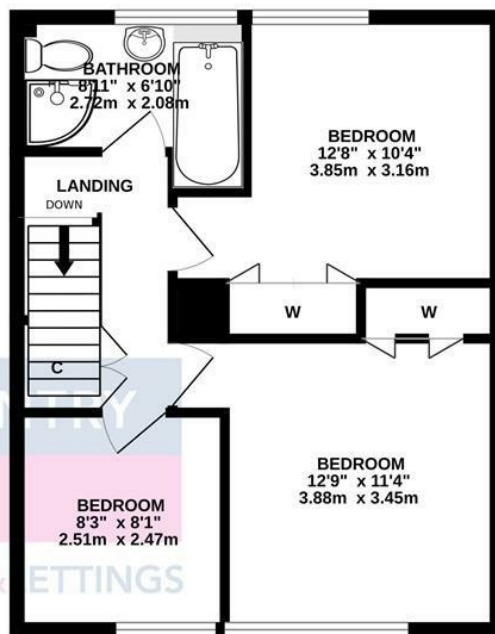 BATHROOM
8'11" x 6'10"
2.72m x 2.08m
BEDROOM
12'8" x 10'4"
3.85m x 3.16m
LANDING
DOWN
W
W
C
NTRY
BEDROOM
12'9" x 11'4"
3.88m x 3.45m
BEDROOM
8'3" x 8'1"
2.51m x 2.47m
ETTINGS